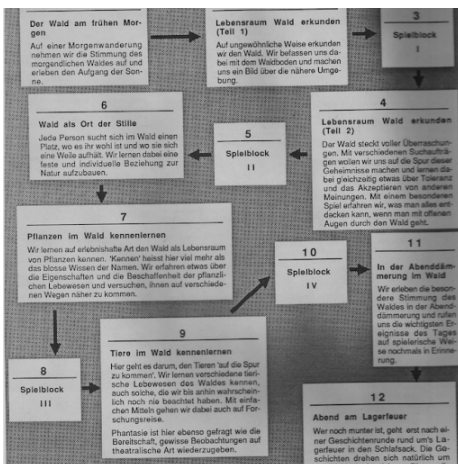 Der Wald am frühen Mor-
gen
Auf einer Morgenwanderung
nehmen wir die Stimmung des
morgendlichen Waldes auf und
erleben den Aufgang der Son-
ne.
Lebensraum Wald erkunden
(Teil 1)
Auf ungewöhnliche Weise erkunden
wir den Wald. Wir befassen uns da-
bei mit dem Waldboden und machen
uns ein Bild über die nähere Umge-
bung.
3
Spielblock
I
4
Lebensraum Wald erkunden
(Teil 2)
Der Wald steckt voller Überraschun-
gen. Mit verschiedenen Suchaufträ-
gen wollen wir uns auf die Spur dieser
Geheimnisse machen und lernen da-
bei gleichzeitig etwas über Toleranz
und das Akzeptieren von anderen
Meinungen. Mit einem besonderen
Spiel erfahren wir, was man alles ent-
decken kann, wenn man mit offenen
Augen durch den Wald geht.
5
Spielblock
II
6
Wald als Ort der Stille
Jede Person sucht sich im Wald einen
Platz, wo es ihr wohl ist und wo sie sich
eine Weile aufhält. Wir lernen dabei eine
feste und individuelle Beziehung zur
Natur aufzubauen.
7
Pflanzen im Wald kennenlernen
Wir lernen auf erlebnishafte Art den Wald als Lebensraum
von Pflanzen kennen. 'Kennen' heisst hier viel mehr als
das blosse Wissen der Namen. Wir erfahren etwas über
die Eigenschaften und die Beschaffenheit der pflanzli-
chen Lebewesen und versuchen, ihnen auf verschiede-
nen Wegen näher zu kommen.
8
Spielblock
III
9
Tiere im Wald kennenlernen
Hier geht es darum, den Tieren 'auf die Spur
zu kommen'. Wir lernen verschiedene tieri-
sche Lebewesen des Waldes kennen,
auch solche, die wir bis anhin wahrschein-
lich noch nie beachtet haben. Mit einfa-
chen Mitteln gehen wir dabei auch auf For-
schungsreise.
Phantasie ist hier ebenso gefragt wie die
Bereitschaft, gewisse Beobachtungen auf
theatralische Art wiederzugeben.
10
Spielblock
IV
11
In der Abenddäm-
merung im Wald
Wir erleben die beson-
dere Stimmung des
Waldes in der Abend-
dämmerung und rufen
uns die wichtigsten Er-
eignisse des Tages
auf spielerische Wei-
se nochmals in Erinne-
rung.
12
Abend am Lagerfeuer
Wer noch munter ist, geht erst nach ei-
ner Geschichtenrunde rund um's La-
gerfeuer in den Schlafsack. Die Ge-
schichten drehen sich natürlich um